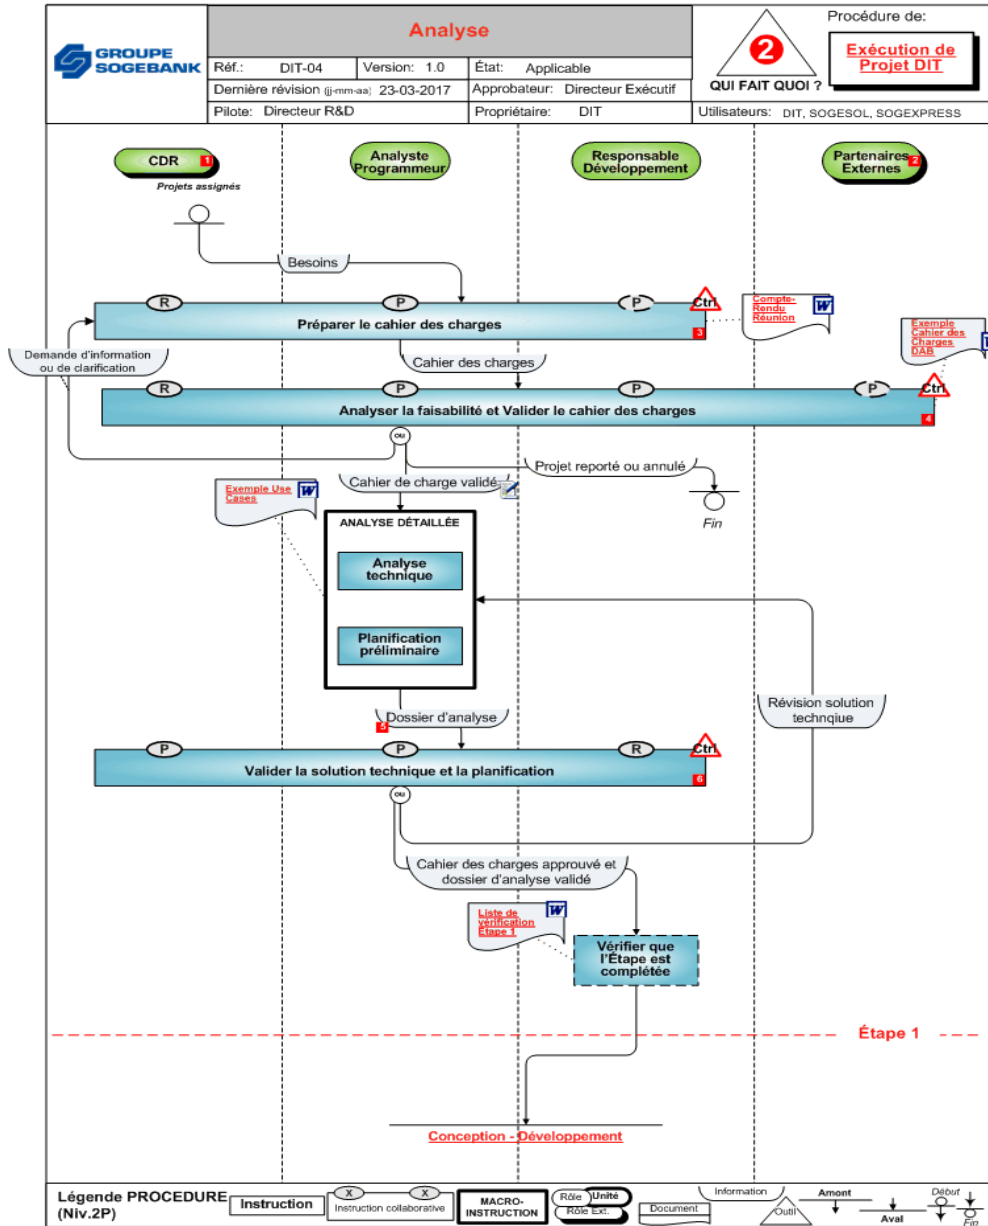 GROUPE
SOGEBANK
Analyse
Réf.: DIT-04
Version: 1.0
État: Applicable
Dernière révision (jj-mm-aa) 23-03-2017
Approbateur: Directeur Exécutif
Pilote: Directeur R&D
Propriétaire: DIT
2
QUI FAIT QUOI ?
Procédure de:
Exécution de
Projet DIT
Utilisateurs: DIT, SOGESOL, SOGEXPRESS
CDR 1
Projets assignés
Analyste
Programmeur
Responsable
Développement
Partenaires 2
Externes
Besoins
R P P Ctrl
Préparer le cahier des charges
3
Compte-
Rendu
Réunion
W
Exemple
Cahier des
Charges
DAB
W
Demande d'information
ou de clarification
Cahier des charges
R P P P Ctrl
Analyser la faisabilité et Valider le cahier des charges
4
ou
Projet reporté ou annulé
Fin
Cahier de charge validé
Exemple Use
Cases
W
ANALYSE DÉTAILLÉE
Analyse
technique
Planification
préliminaire
Révision solution
technqiue
Dossier d'analyse
5
P P R Ctrl
Valider la solution technique et la planification
6
ou
Cahier des charges approuvé et
dossier d'analyse validé
Liste de
vérification
Étape 1
W
Vérifier que
l'Étape est
complétée
Étape 1
Conception - Développement
Légende PROCEDURE
(Niv.2P)
Instruction
X X
Instruction collaborative
MACRO-
INSTRUCTION
Rôle Unité
Rôle Ext.
Document
Information
Outil
Amont
Aval
Début
Fin